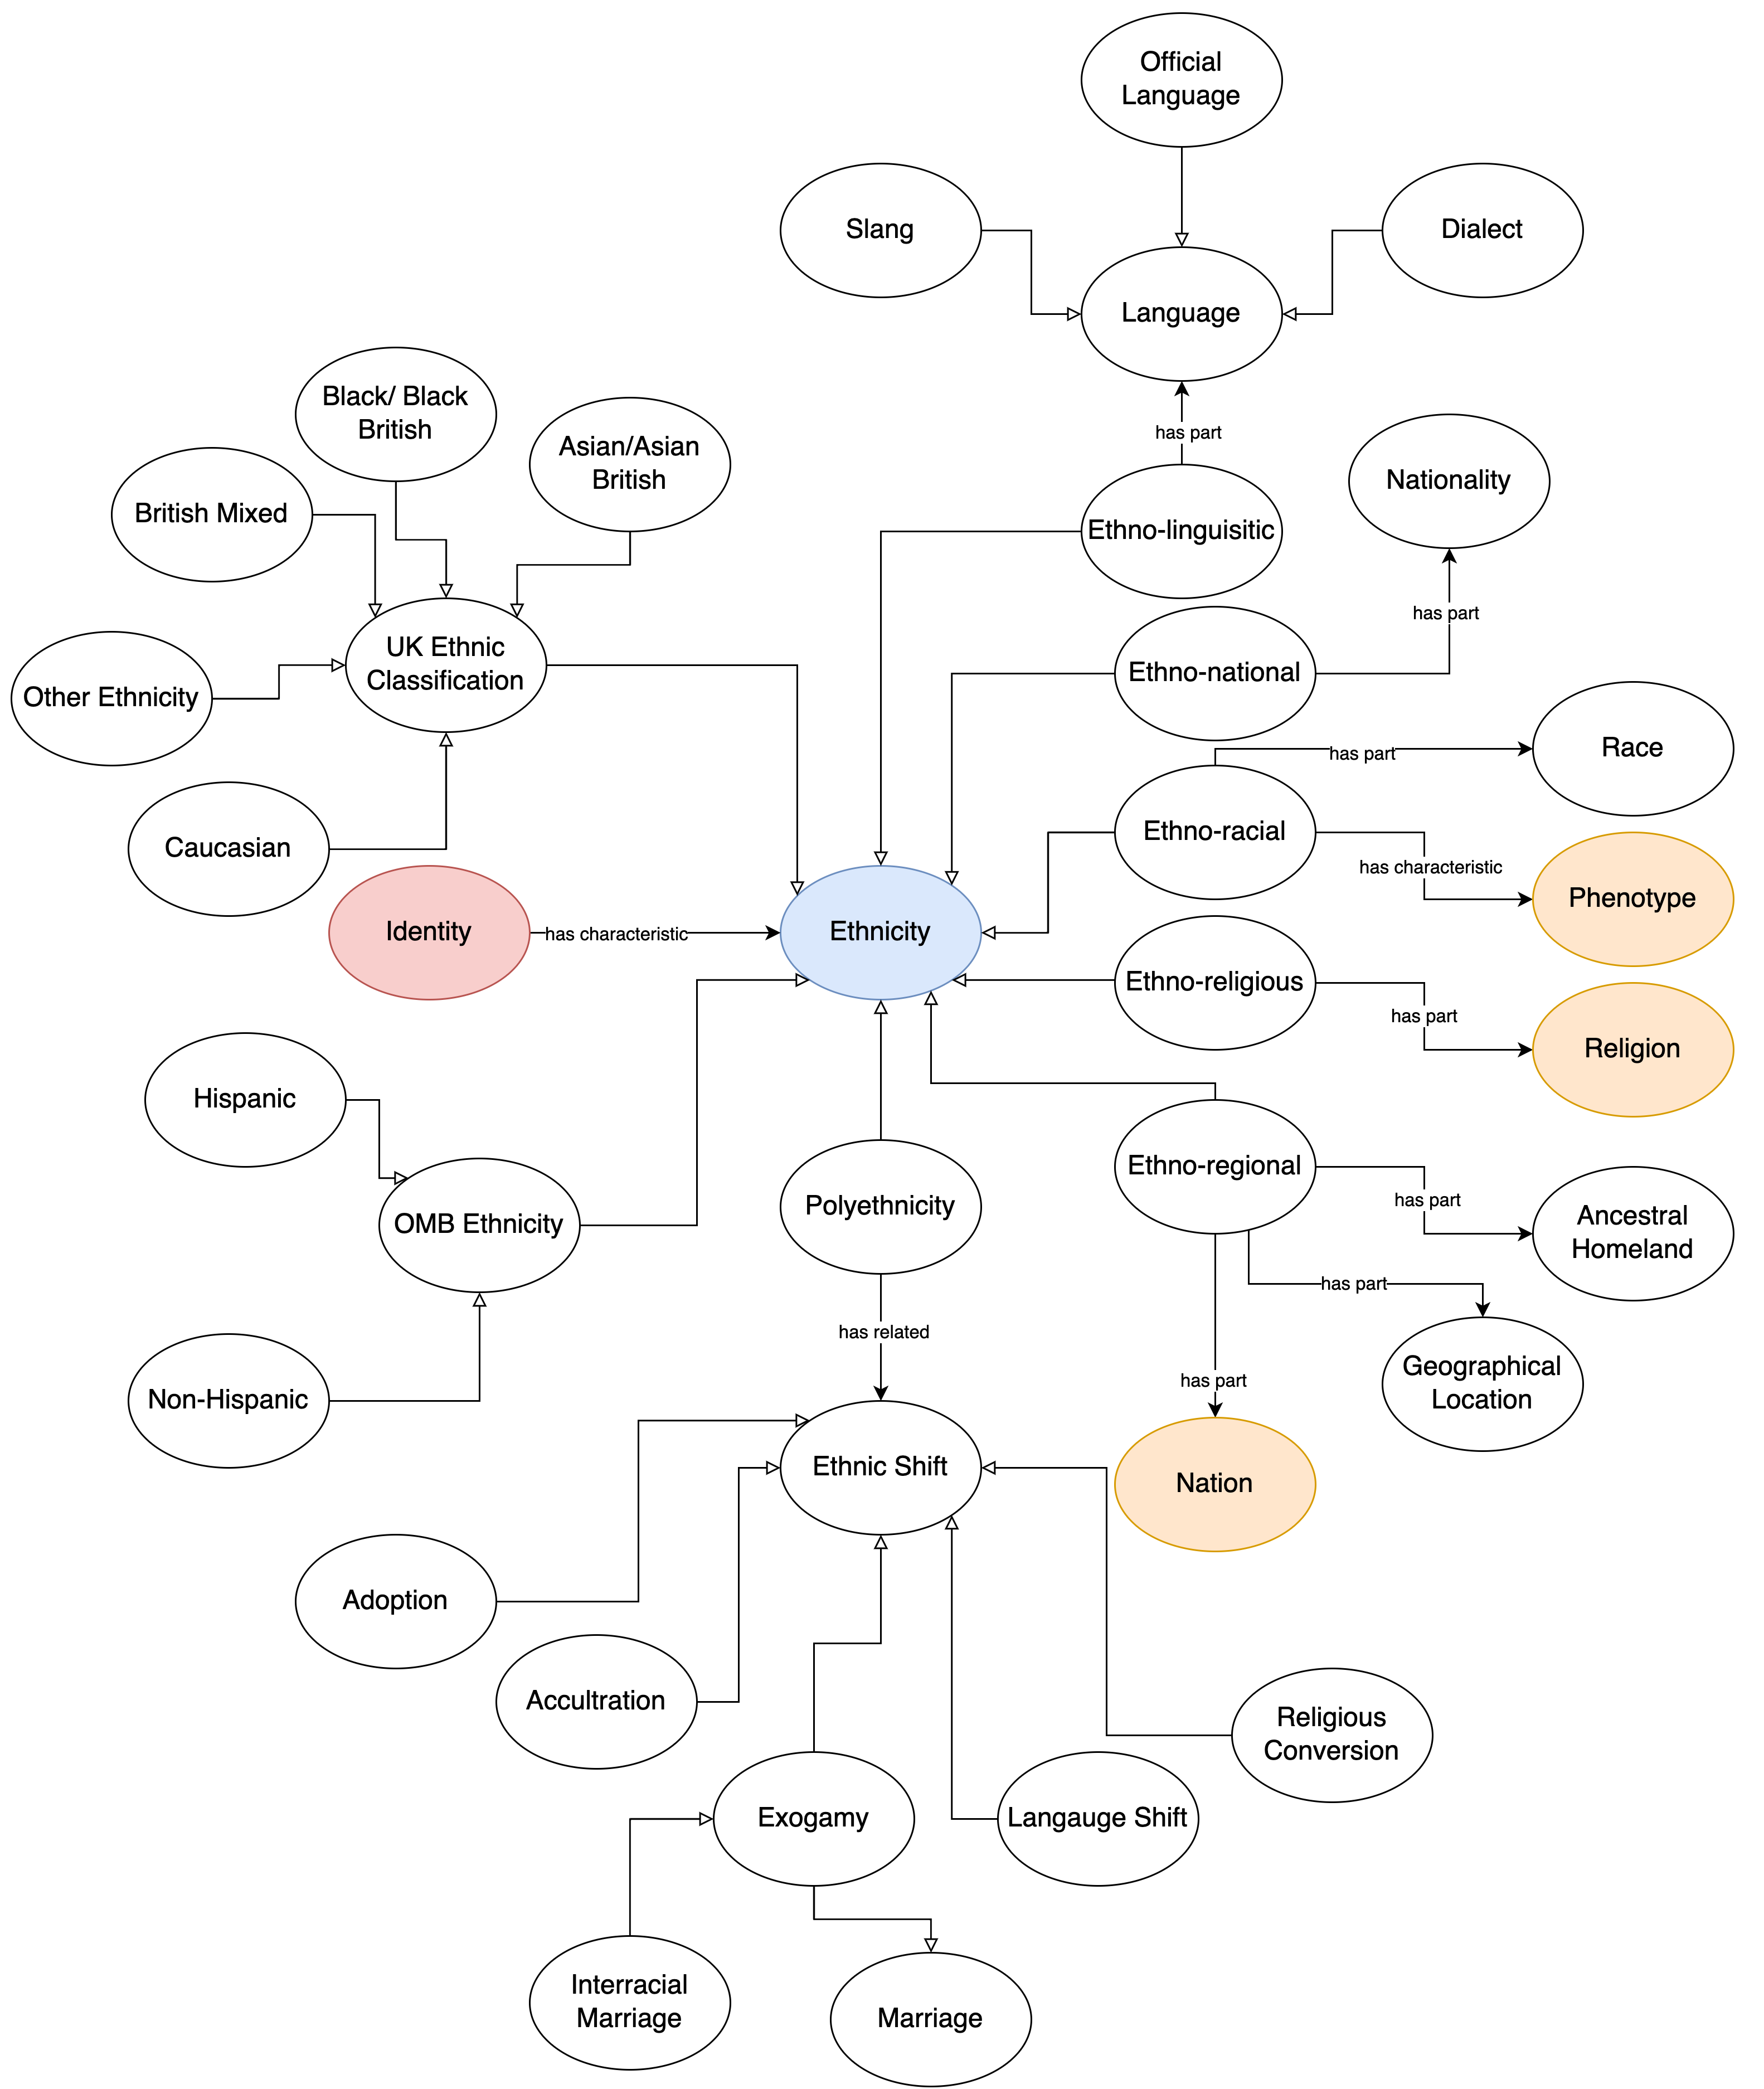 Official
Language
Slang
Dialect
Language
Black/ Black
British
has part
Asian/Asian
British
Nationality
British Mixed
Ethno-linguisitic
has part
UK Ethnic
Classification
Ethno-national
Other Ethnicity
Race
has part
Ethno-racial
Caucasian
has characteristic
Phenotype
Identity
has characteristic
Ethnicity
Ethno-religious
has part
Religion
Hispanic
Ethno-regional
has part
Polyethnicity
OMB Ethnicity
Ancestral
Homeland
has part
has related
Geographical
Location
has part
Non-Hispanic
Ethnic Shift
Nation
Adoption
Accultration
Religious
Conversion
Exogamy
Langauge Shift
Interracial
Marriage
Marriage